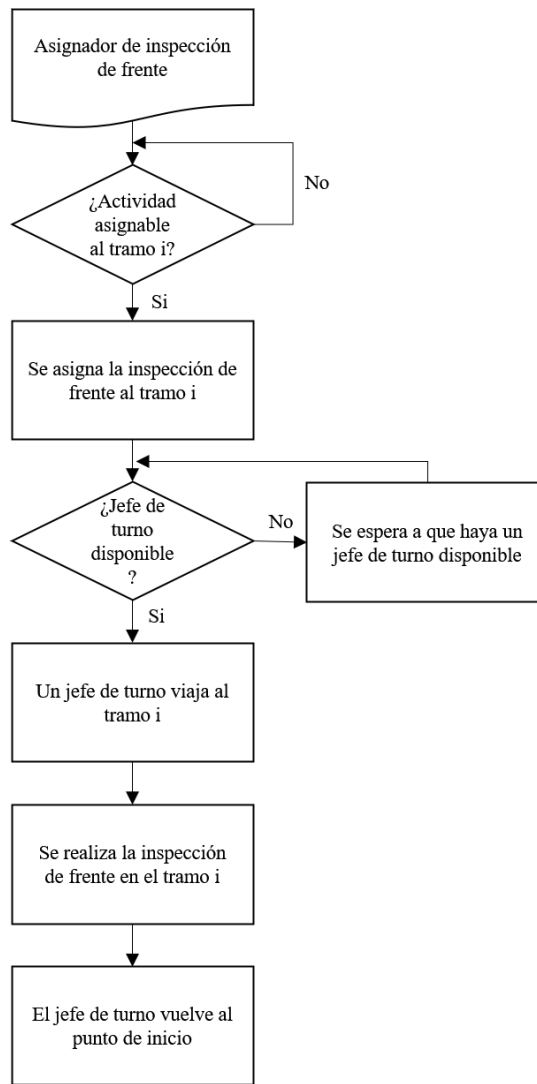 Asignador de inspección
de frente
No
¿Actividad
asignable
al tramo i?
Si
Se asigna la inspección de
frente al tramo i
¿Jefe de
turno
disponible
?
No
Se espera a que haya un
jefe de turno disponible
Si
Un jefe de turno viaja al
tramo i
Se realiza la inspección
de frente en el tramo i
El jefe de turno vuelve al
punto de inicio